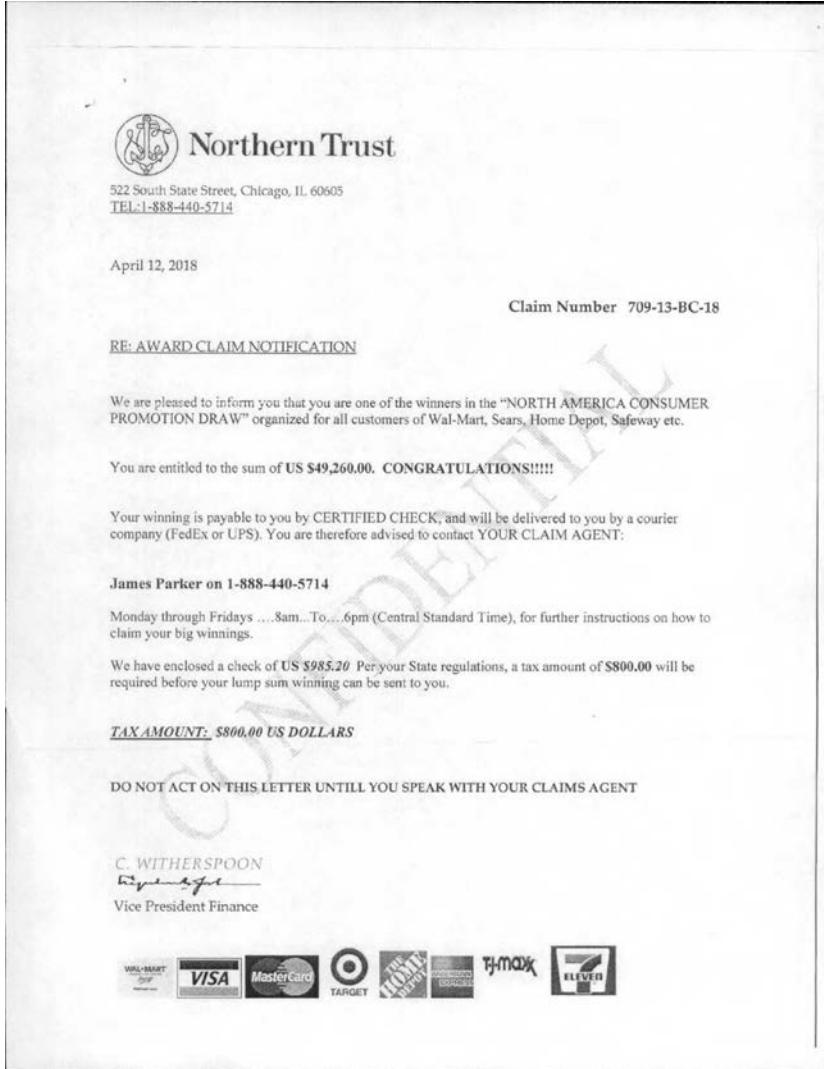 Northern Trust
522 South State Street, Chicago, IL 60605
TEL:1-888-440-5714
April 12, 2018
Claim Number 709-13-BC-18
RE: AWARD CLAIM NOTIFICATION
We are pleased to inform you that you are one of the winners in the “NORTH AMERICA CONSUMER
PROMOTION DRAW” organized for all customers of Wal-Mart, Sears, Home Depot, Safeway etc.
You are entitled to the sum of US $49,260.00. CONGRATULATIONS!!!!!
Your winning is payable to you by CERTIFIED CHECK, and will be delivered to you by a courier
company (FedEx or UPS). You are therefore advised to contact YOUR CLAIM AGENT:
James Parker on 1-888-440-5714
Monday through Fridays ….8am...To….6pm (Central Standard Time), for further instructions on how to
claim your big winnings.
We have enclosed a check of US $985.20 Per your State regulations, a tax amount of $800.00 will be
required before your lump sum winning can be sent to you.
TAX AMOUNT: $800.00 US DOLLARS
DO NOT ACT ON THIS LETTER UNTILL YOU SPEAK WITH YOUR CLAIMS AGENT
CONFIDENTIAL
C. WITHERSPOON
Vice President Finance
WAL-MART
VISA
MasterCard
TARGET
THE HOME DEPOT
AMERICAN EXPRESS
T.J.maxx
7 ELEVEN